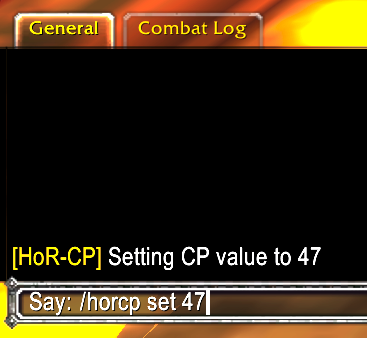 General
Combat Log
[HoR-CP] Setting CP value to 47
Say: /horcp set 47